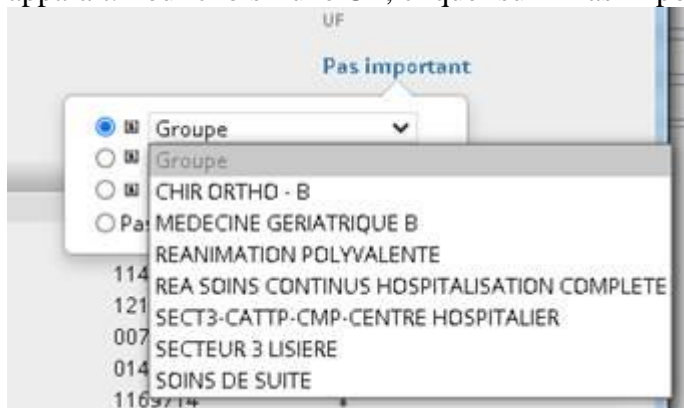 UF
Pas important
Groupe
Groupe
CHIR ORTHO - B
MEDECINE GERIATRIQUE B
REANIMATION POLYVALENTE
REA SOINS CONTINUS HOSPITALISATION COMPLETE
SECT3-CATTP-CMP-CENTRE HOSPITALIER
SECTEUR 3 LISIERE
SOINS DE SUITE
Pas
114
121
007
014
1169714